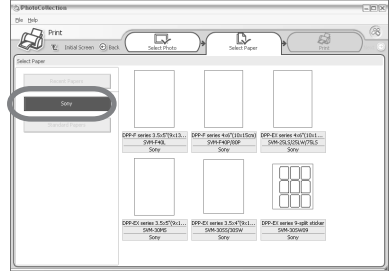 PhotoCollection
File Help
Print
Initial Screen Back
Select Photo
Select Paper
Print
Select Paper
Recent Papers
Sony
Standard Papers
DPP-F series 3.5x5"(9x13...
SVM-F40L
Sony
DPP-F series 4x6"(10x15cm)
SVM-F40P/80P
Sony
DPP-EX series 4x6"(10x1...
SVM-25LS/25LW/75LS
Sony
DPP-EX series 3.5x5"(9x1...
SVM-30MS
Sony
DPP-EX series 3.5x4"(9x1...
SVM-30SS/30SW
Sony
DPP-EX series 9-split sticker
SVM-30SW09
Sony